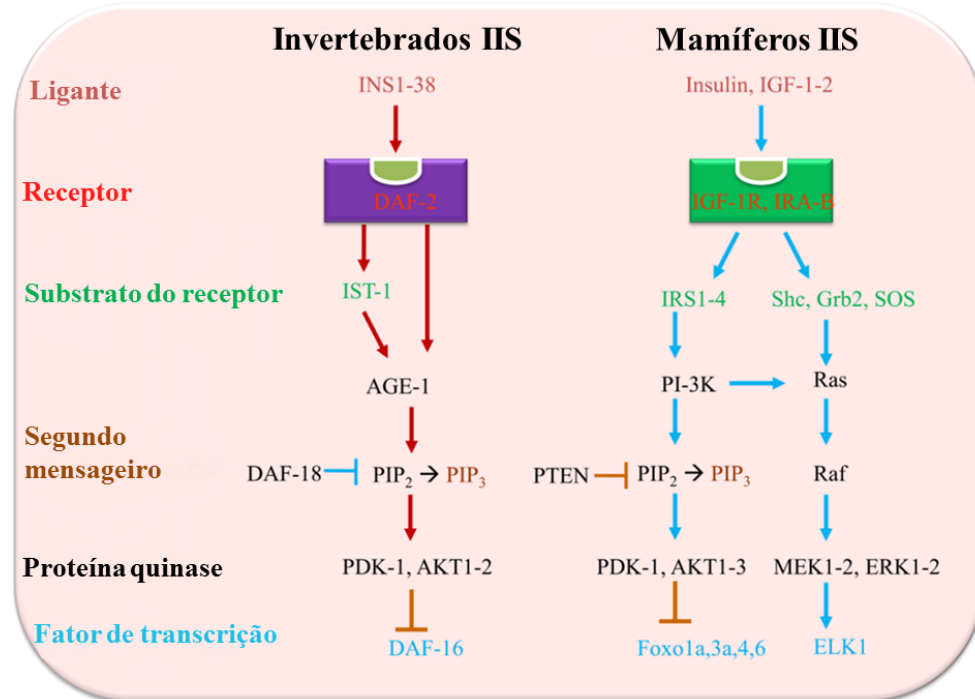 Invertebrados IIS Mamíferos IIS
Ligante INS1-38 Insulin, IGF-1-2
Receptor DAF-2 IGF-1R, IRA-B
Substrato do receptor IST-1 IRS1-4 Shc, Grb2, SOS
AGE-1 PI-3K Ras
Segundo
mensageiro DAF-18 PIP₂ → PIP₃ PTEN PIP₂ → PIP₃ Raf
Proteína quinase PDK-1, AKT1-2 PDK-1, AKT1-3 MEK1-2, ERK1-2
Fator de transcrição DAF-16 Foxo1a,3a,4,6 ELK1